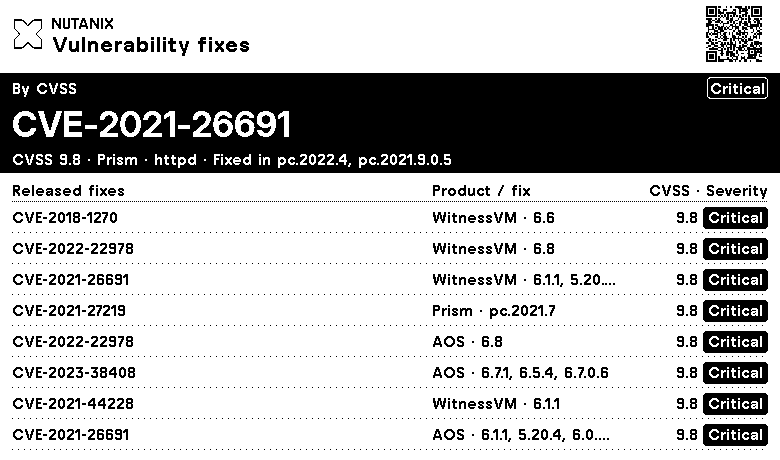 NUTANIX
Vulnerability fixes
By CVSS Critical
CVE-2021-26691
CVSS 9.8 · Prism · httpd · Fixed in pc.2022.4, pc.2021.9.0.5
Released fixes Product / fix CVSS · Severity
CVE-2018-1270 WitnessVM · 6.6 9.8 Critical
CVE-2022-22978 WitnessVM · 6.8 9.8 Critical
CVE-2021-26691 WitnessVM · 6.1.1, 5.20.... 9.8 Critical
CVE-2021-27219 Prism · pc.2021.7 9.8 Critical
CVE-2022-22978 AOS · 6.8 9.8 Critical
CVE-2023-38408 AOS · 6.7.1, 6.5.4, 6.7.0.6 9.8 Critical
CVE-2021-44228 WitnessVM · 6.1.1 9.8 Critical
CVE-2021-26691 AOS · 6.1.1, 5.20.4, 6.0.... 9.8 Critical